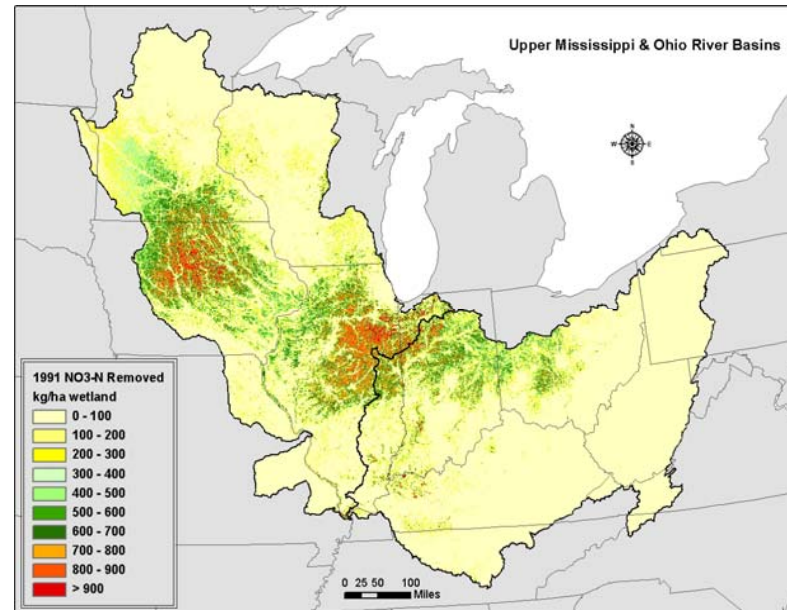 Upper Mississippi & Ohio River Basins
N
W E
S
1991 NO3-N Removed
kg/ha wetland
0 - 100
100 - 200
200 - 300
300 - 400
400 - 500
500 - 600
600 - 700
700 - 800
800 - 900
> 900
0 25 50 100
Miles